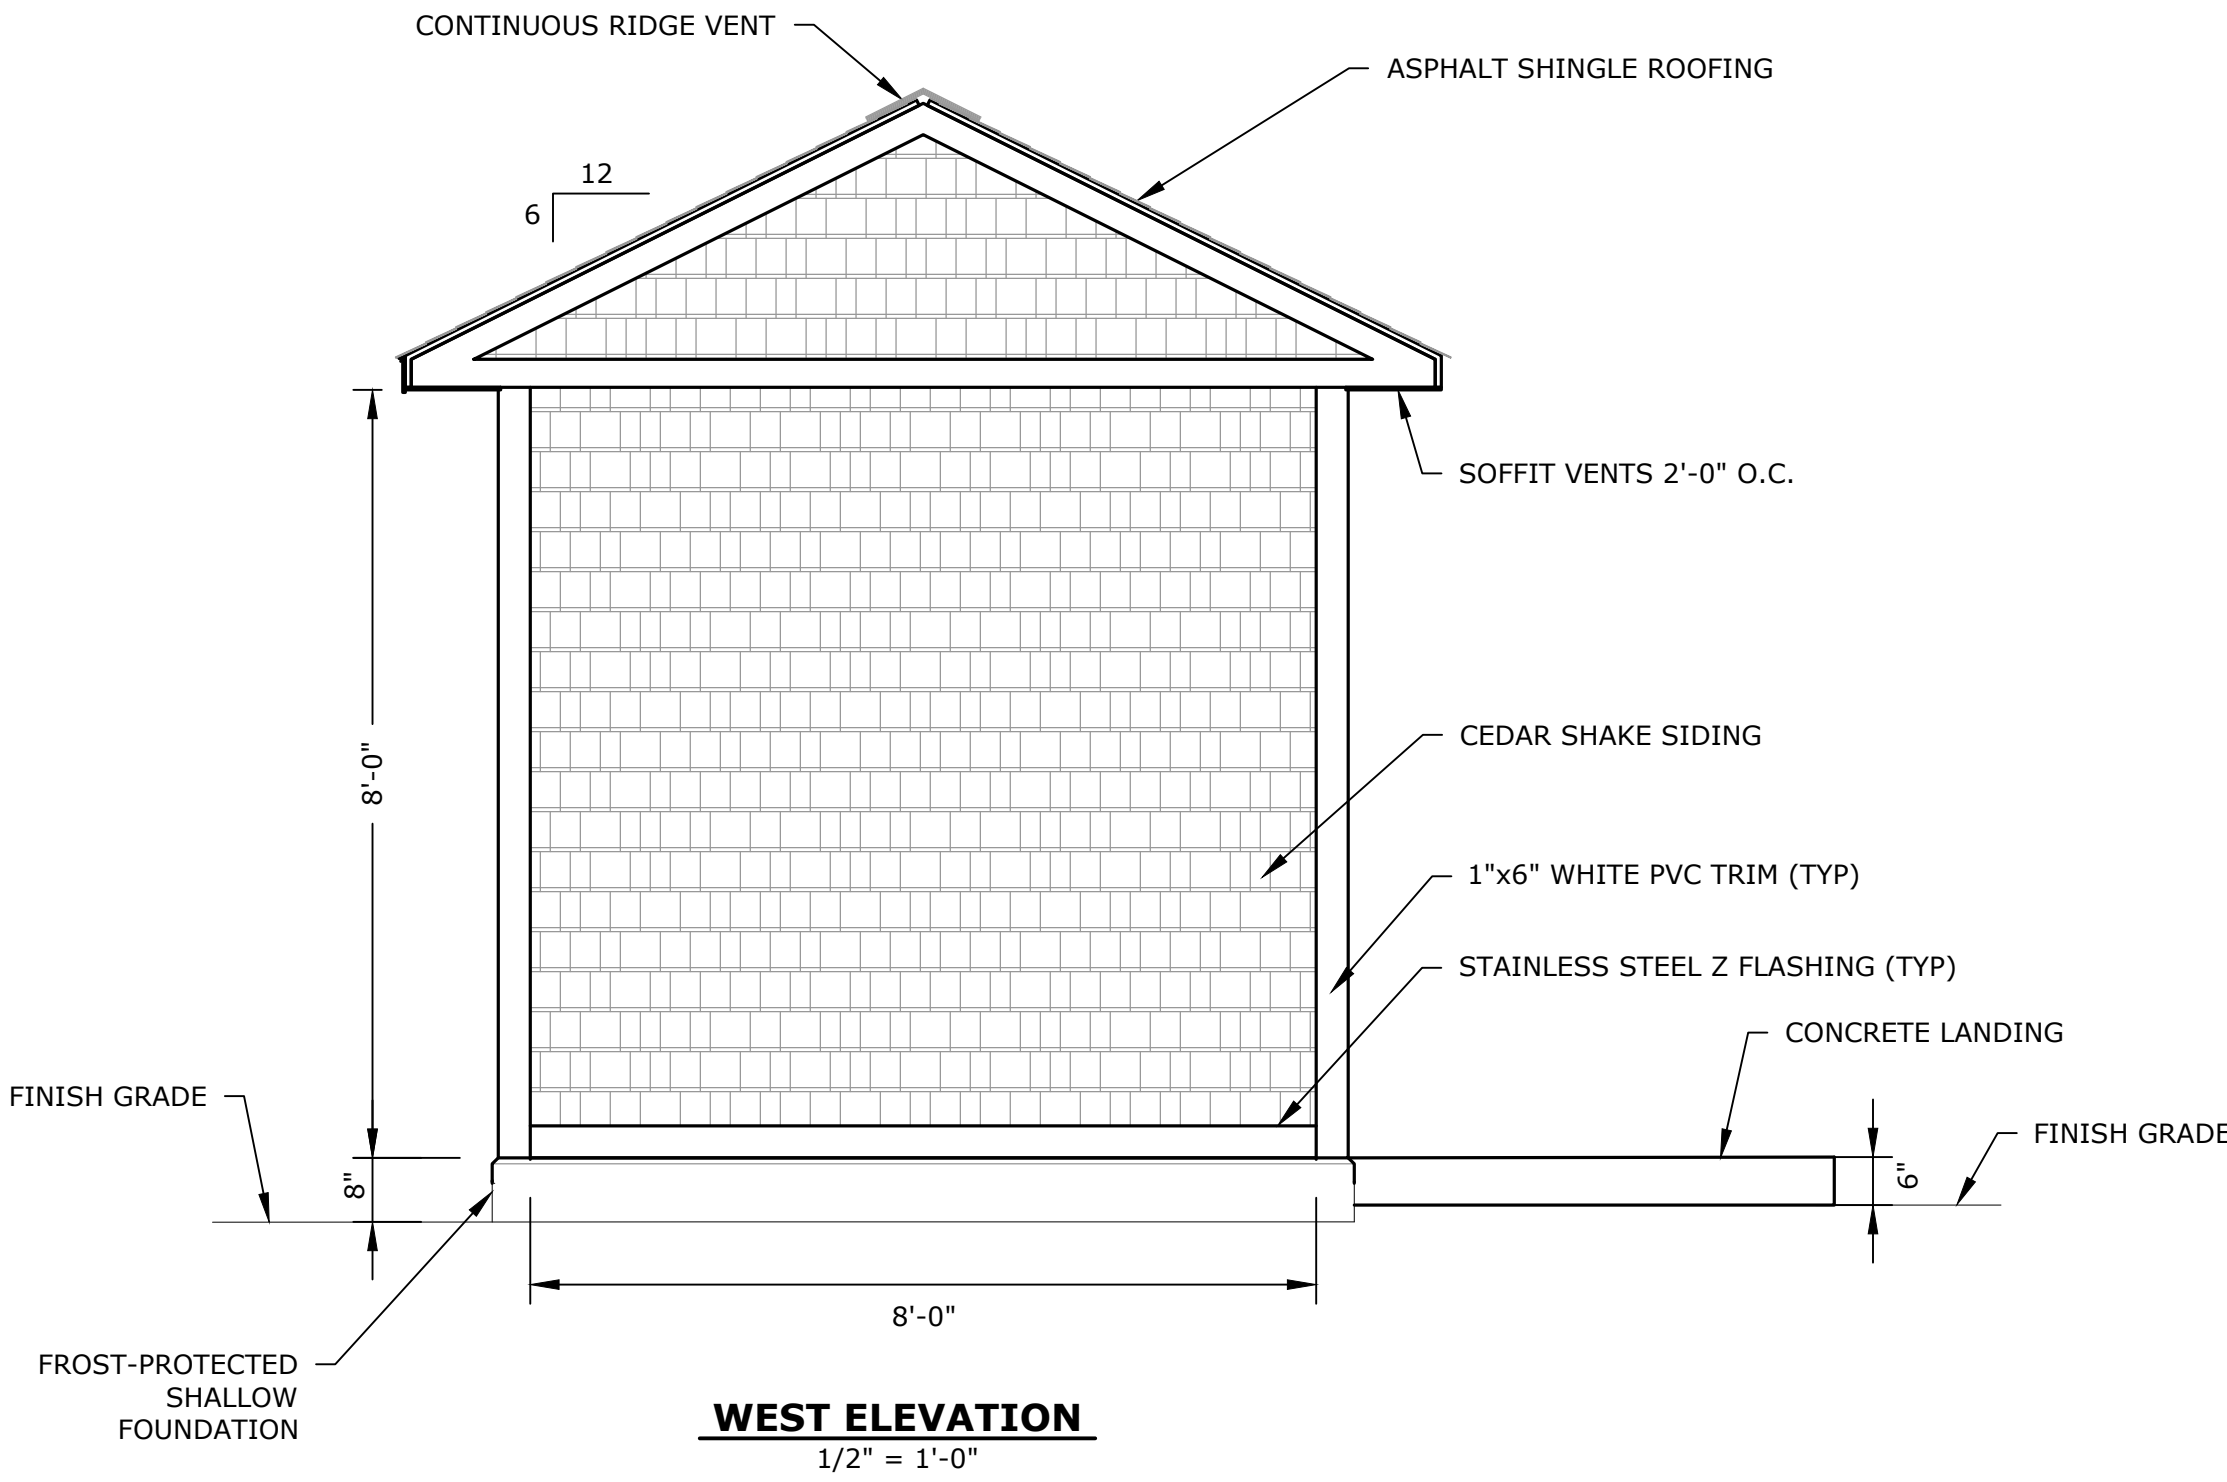 CONTINUOUS RIDGE VENT
ASPHALT SHINGLE ROOFING
12
6
SOFFIT VENTS 2'-0" O.C.
8'-0"
CEDAR SHAKE SIDING
1"x6" WHITE PVC TRIM (TYP)
STAINLESS STEEL Z FLASHING (TYP)
CONCRETE LANDING
FINISH GRADE
FINISH GRADE
8"
6"
8'-0"
FROST-PROTECTED
SHALLOW
FOUNDATION
WEST ELEVATION
1/2" = 1'-0"